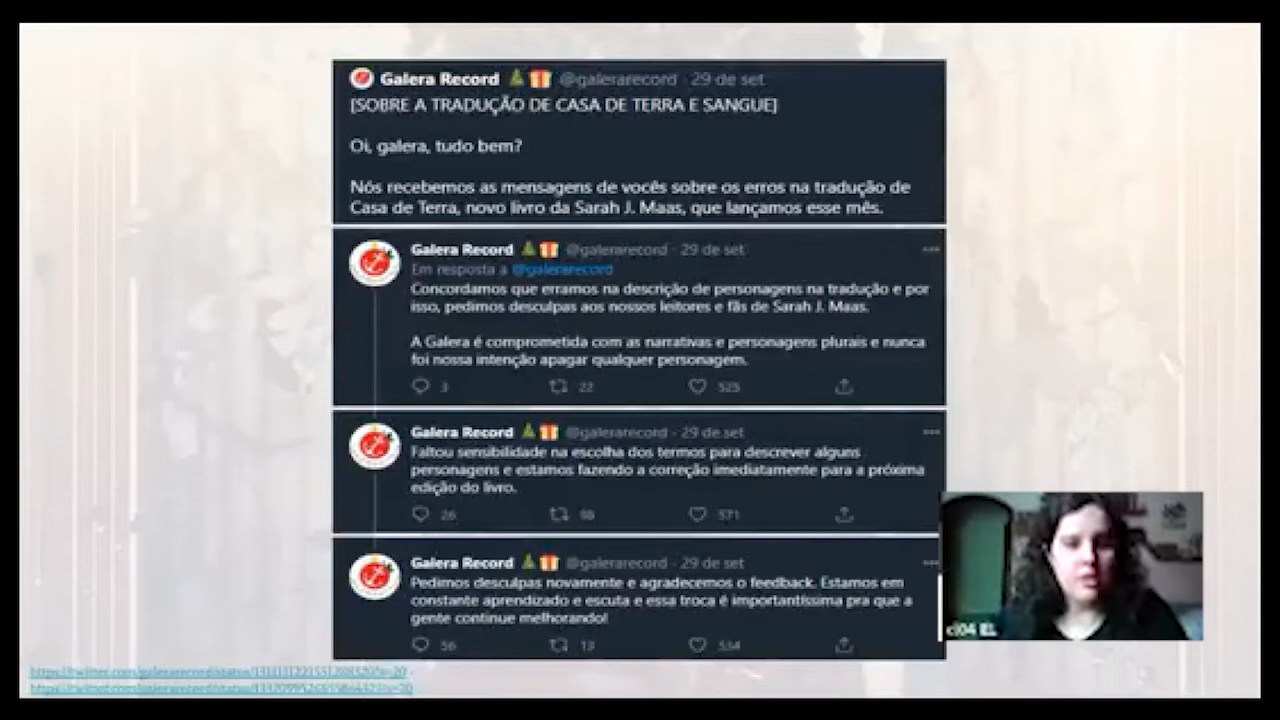 Galera Record @galerarecord · 29 de set
[SOBRE A TRADUÇÃO DE CASA DE TERRA E SANGUE]
Oi, galera, tudo bem?
Nós recebemos as mensagens de vocês sobre os erros na tradução de
Casa de Terra, novo livro da Sarah J. Maas, que lançamos esse mês.
Galera Record @galerarecord · 29 de set
Em resposta a @galerarecord
Concordamos que erramos na descrição de personagens na tradução e por
isso, pedimos desculpas aos nossos leitores e fãs de Sarah J. Maas.
A Galera é comprometida com as narrativas e personagens plurais e nunca
foi nossa intenção apagar qualquer personagem.
3 22 525
Galera Record @galerarecord · 29 de set
Faltou sensibilidade na escolha dos termos para descrever alguns
personagens e estamos fazendo a correção imediatamente para a próxima
edição do livro.
26 98 571
Galera Record @galerarecord · 29 de set
Pedimos desculpas novamente e agradecemos o feedback. Estamos em
constante aprendizado e escuta e essa troca é importantíssima pra que a
gente continue melhorando!
56 13 534